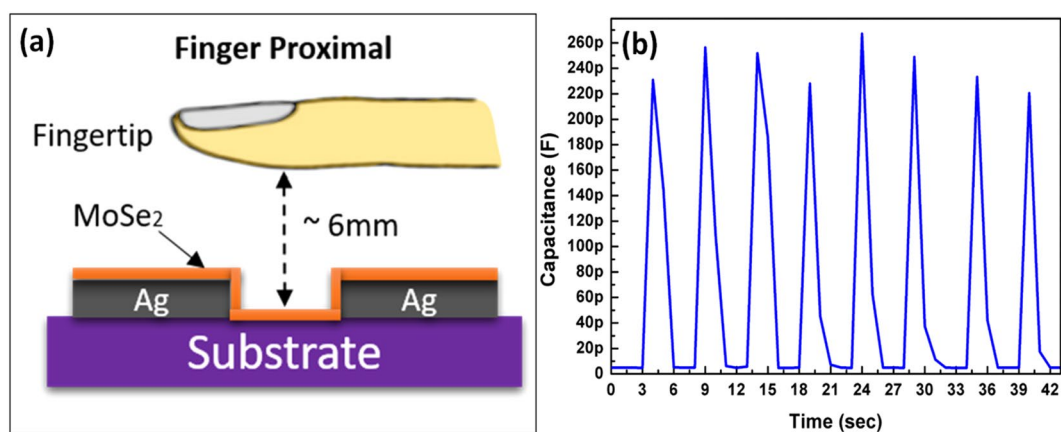 (a)
Finger Proximal
Fingertip
MoSe2
~ 6mm
Ag
Ag
Substrate
(b)
Capacitance (F)
260p
240p
220p
200p
180p
160p
140p
120p
100p
80p
60p
40p
20p
0
0 3 6 9 12 15 18 21 24 27 30 33 36 39 42
Time (sec)